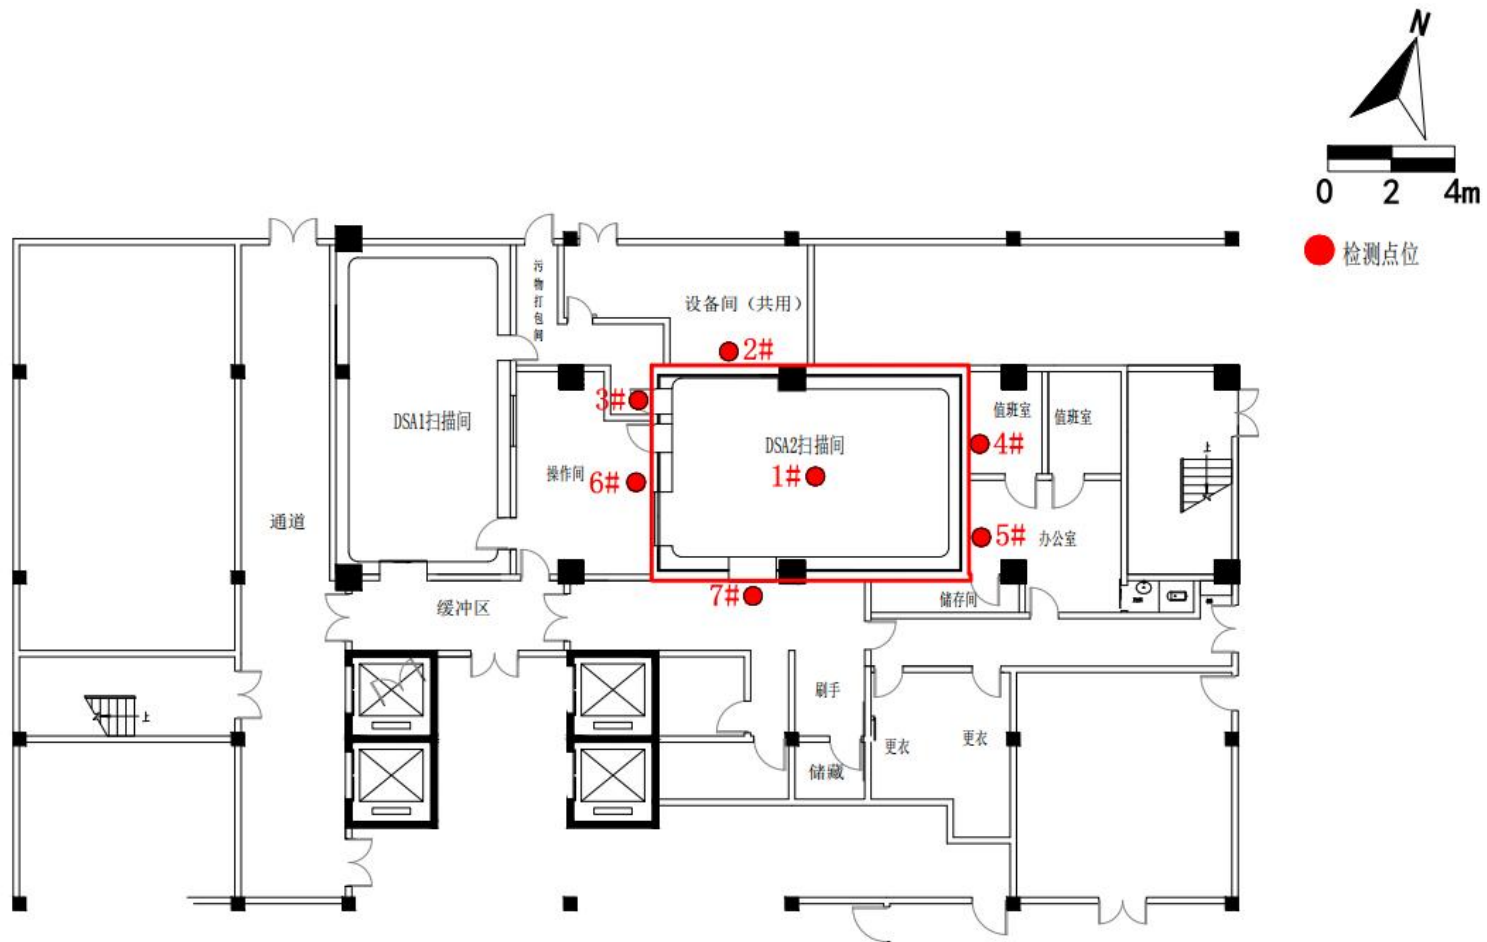 N
0 2 4m
检测点位
污物打包间
设备间（共用）
2#
3#
DSA1扫描间
值班室
值班室
DSA2扫描间
4#
上
操作间
6#
1#
通道
5#
办公室
7#
缓冲区
储存间
上
刷手
更衣
更衣
储藏